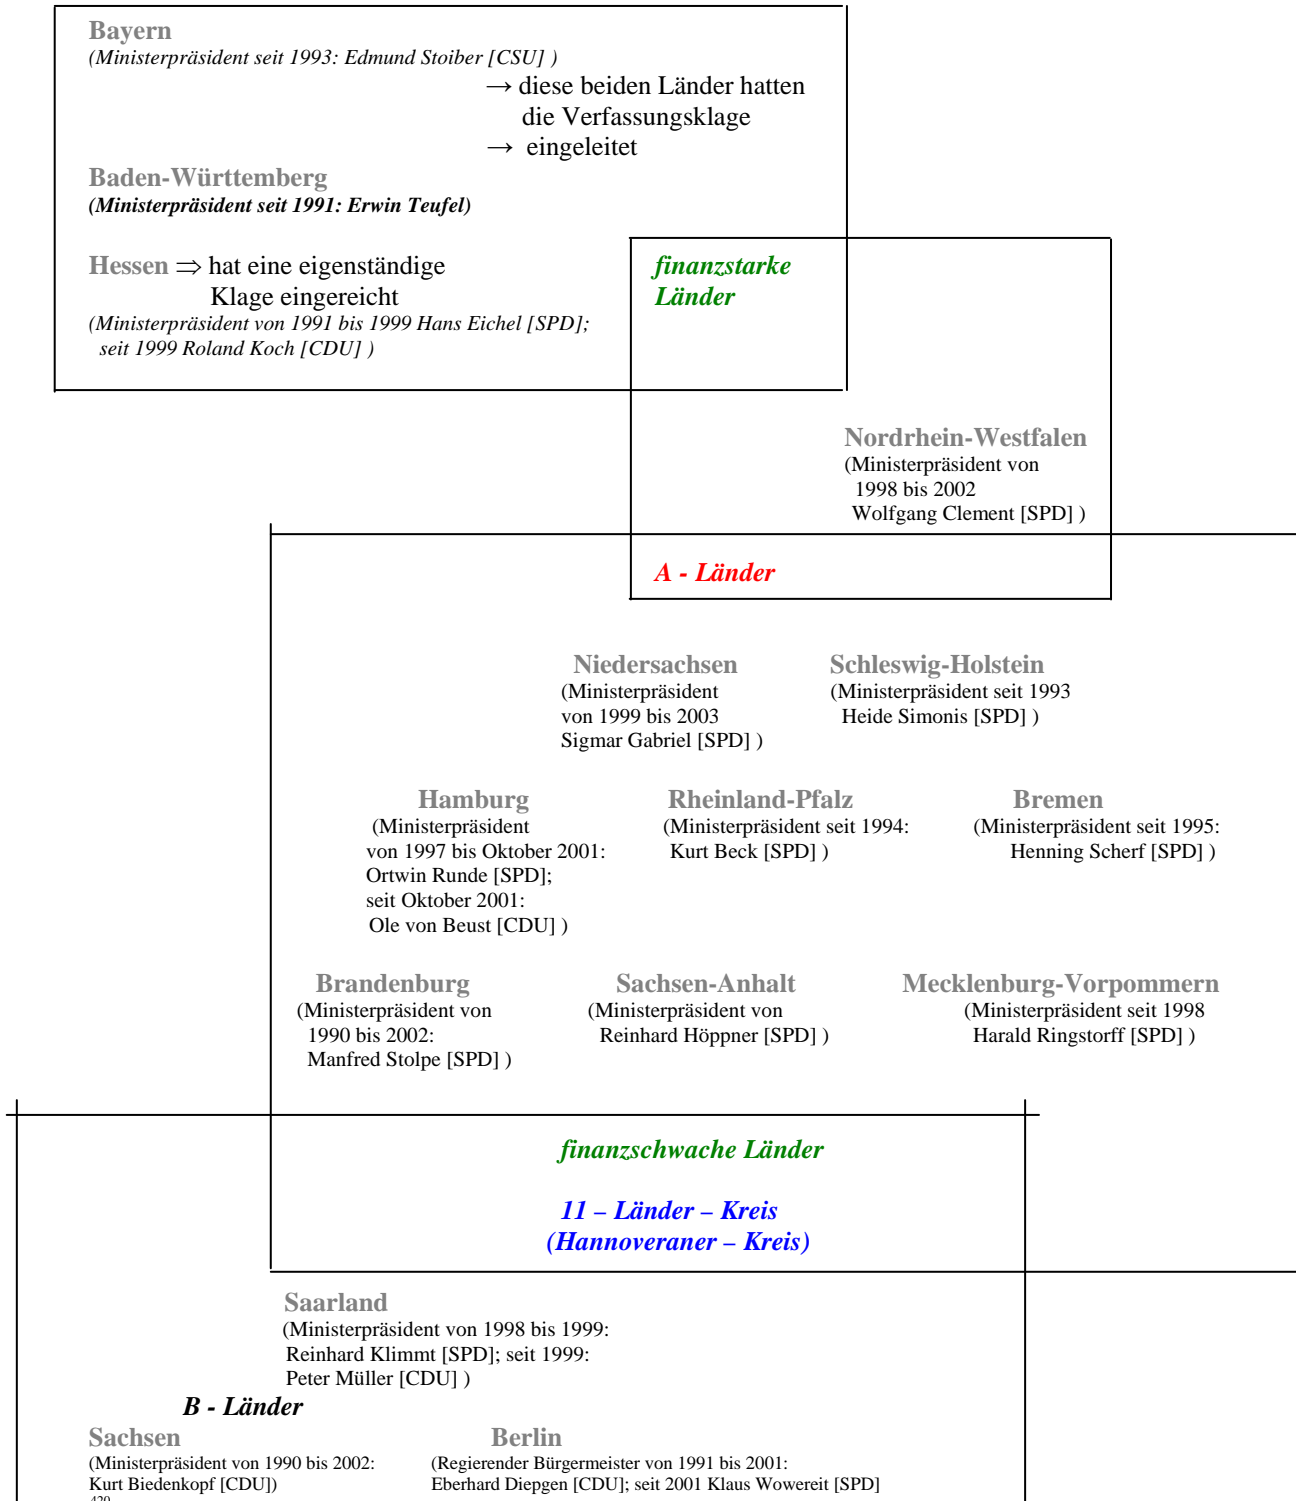 Bayern
(Ministerpräsident seit 1993: Edmund Stoiber [CSU] )
→ diese beiden Länder hatten
die Verfassungsklage
→ eingeleitet
Baden-Württemberg
(Ministerpräsident seit 1991: Erwin Teufel)
Hessen ⇒ hat eine eigenständige
Klage eingereicht
(Ministerpräsident von 1991 bis 1999 Hans Eichel [SPD];
seit 1999 Roland Koch [CDU] )
finanzstarke
Länder
Nordrhein-Westfalen
(Ministerpräsident von
1998 bis 2002
Wolfgang Clement [SPD] )
A - Länder
Niedersachsen
(Ministerpräsident
von 1999 bis 2003
Sigmar Gabriel [SPD] )
Schleswig-Holstein
(Ministerpräsident seit 1993
Heide Simonis [SPD] )
Hamburg
(Ministerpräsident
von 1997 bis Oktober 2001:
Ortwin Runde [SPD];
seit Oktober 2001:
Ole von Beust [CDU] )
Rheinland-Pfalz
(Ministerpräsident seit 1994:
Kurt Beck [SPD] )
Bremen
(Ministerpräsident seit 1995:
Henning Scherf [SPD] )
Brandenburg
(Ministerpräsident von
1990 bis 2002:
Manfred Stolpe [SPD] )
Sachsen-Anhalt
(Ministerpräsident von
Reinhard Höppner [SPD] )
Mecklenburg-Vorpommern
(Ministerpräsident seit 1998
Harald Ringstorff [SPD] )
finanzschwache Länder
11 – Länder – Kreis
(Hannoveraner – Kreis)
Saarland
(Ministerpräsident von 1998 bis 1999:
Reinhard Klimmt [SPD]; seit 1999:
Peter Müller [CDU] )
B - Länder
Sachsen
(Ministerpräsident von 1990 bis 2002:
Kurt Biedenkopf [CDU])
Berlin
(Regierender Bürgermeister von 1991 bis 2001:
Eberhard Diepgen [CDU]; seit 2001 Klaus Wowereit [SPD]
420